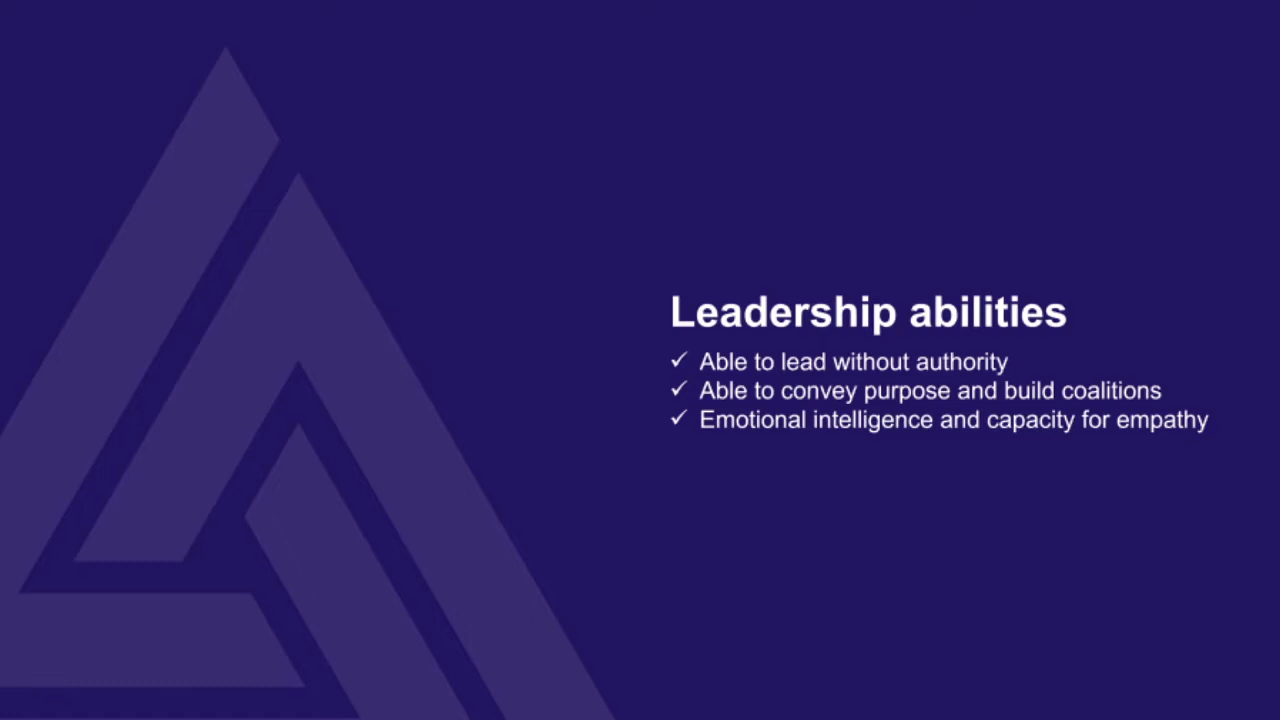 Leadership abilities
✓ Able to lead without authority
✓ Able to convey purpose and build coalitions
✓ Emotional intelligence and capacity for empathy